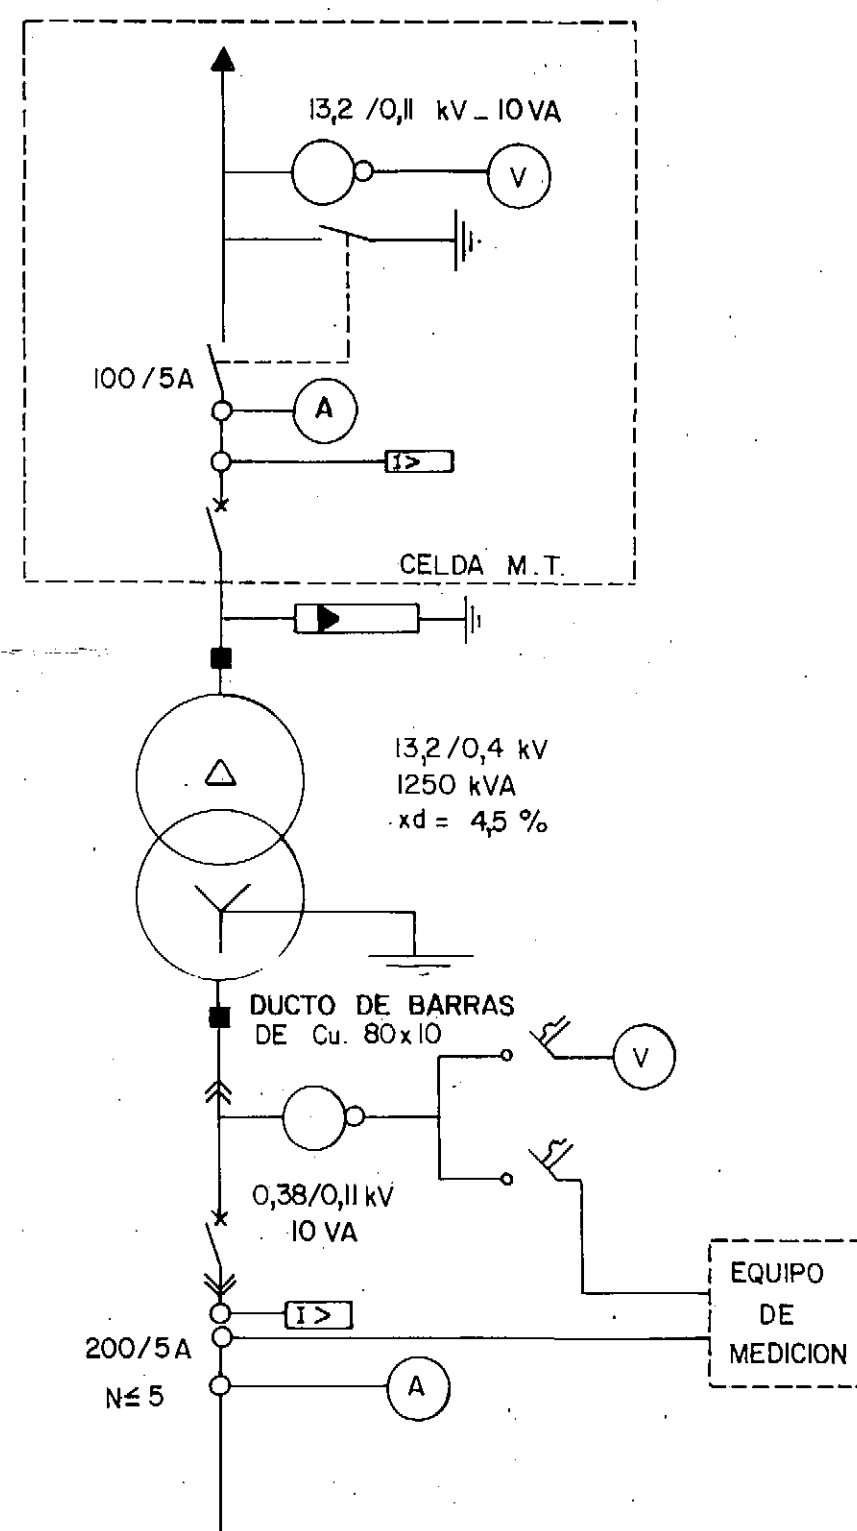 13,2 /0,11 kV - 10 VA
V
100/5A
A
I>
CELDA M.T.
13,2/0,4 kV
1250 kVA
xd = 4,5 %
DUCTO DE BARRAS
DE Cu. 80x10
V
0,38/0,11 kV
10 VA
EQUIPO
DE
MEDICION
I >
200/5A
N≤5
A